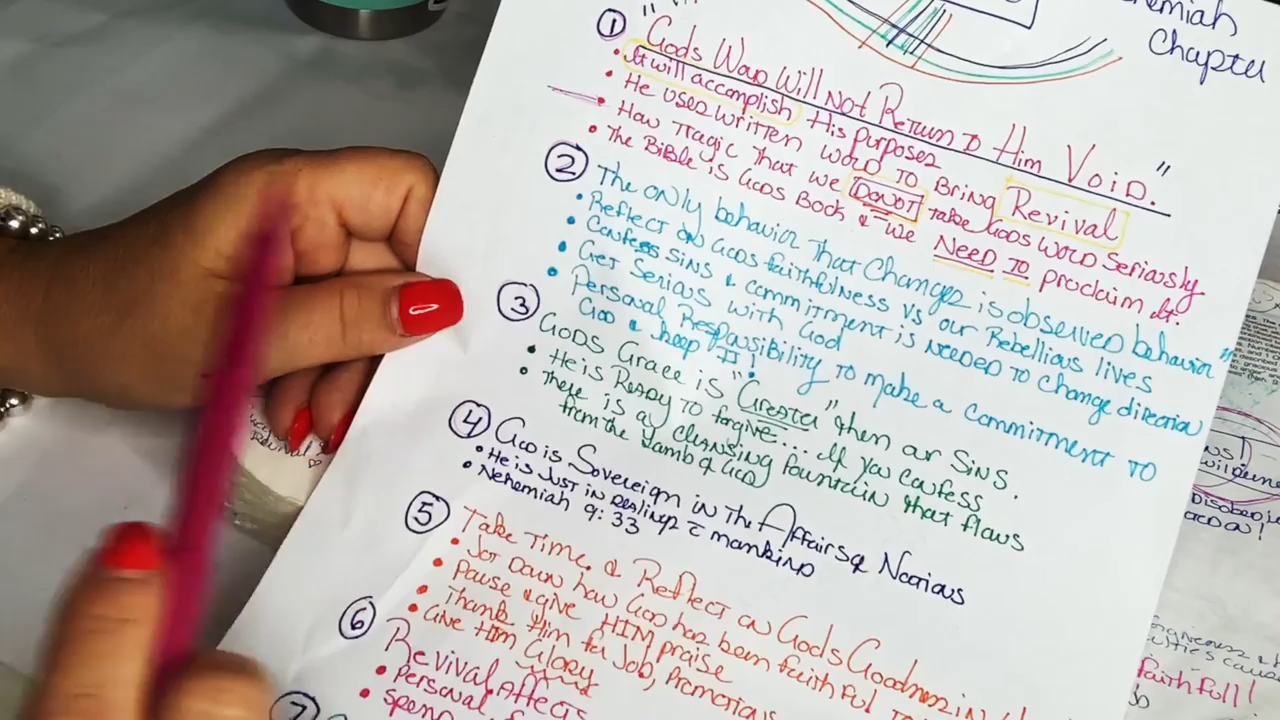 Nehemiah
Chapter
① "Gods Word Will Not Return To Him Void."
• It will accomplish His purposes
• He uses written word to Bring Revival
• How Tragic That we DO NOT take Gods word Seriously
• The Bible is Gods Book & we Need To proclaim it.
② The only behavior That Changes is observed behavior"
• Reflect on Gods faithfulness vs our Rebellious lives
• Confess sins & commitment is needed to change direction
• Get Serious with God
• Personal Responsibility to make a commitment to
God & keep it!
③ GODS Grace is "Greater" then our Sins.
• He is Ready to forgive... If you confess
• There is a cleansing fountain that flows
from the Lamb of God
④ God is Sovereign in the Affairs of
• He is Just in dealings c̄ mankind
• Nehemiah 9:33
⑤ Take Time & Reflect on Gods Goodness in
• Jot Down how God has been faithful to
• Pause & give HIM praise
• Thank Him for Job, Promotions
• Give Him Glory
⑥ Revival Affects
• Personal
⑦
Revival
Faithfull!